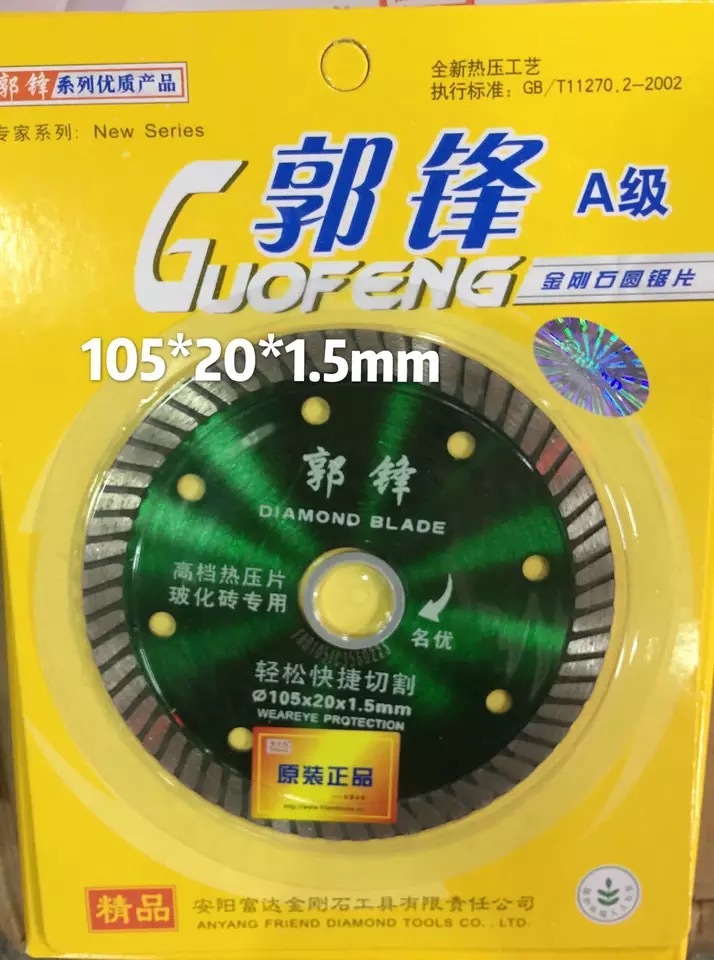 郭锋 系列优质产品
专家系列: New Series
全新热压工艺
执行标准: GB/T11270.2-2002
郭锋
A级
GUOFENG
金刚石圆锯片
105*20*1.5mm
郭锋
DIAMOND BLADE
高档热压片
玻化砖专用
名优
轻松快捷切割
Ø105x20x1.5mm
WEAREYE PROTECTION
原装正品
精品
安阳富达金刚石工具有限责任公司
ANYANG FRIEND DIAMOND TOOLS CO., LTD.